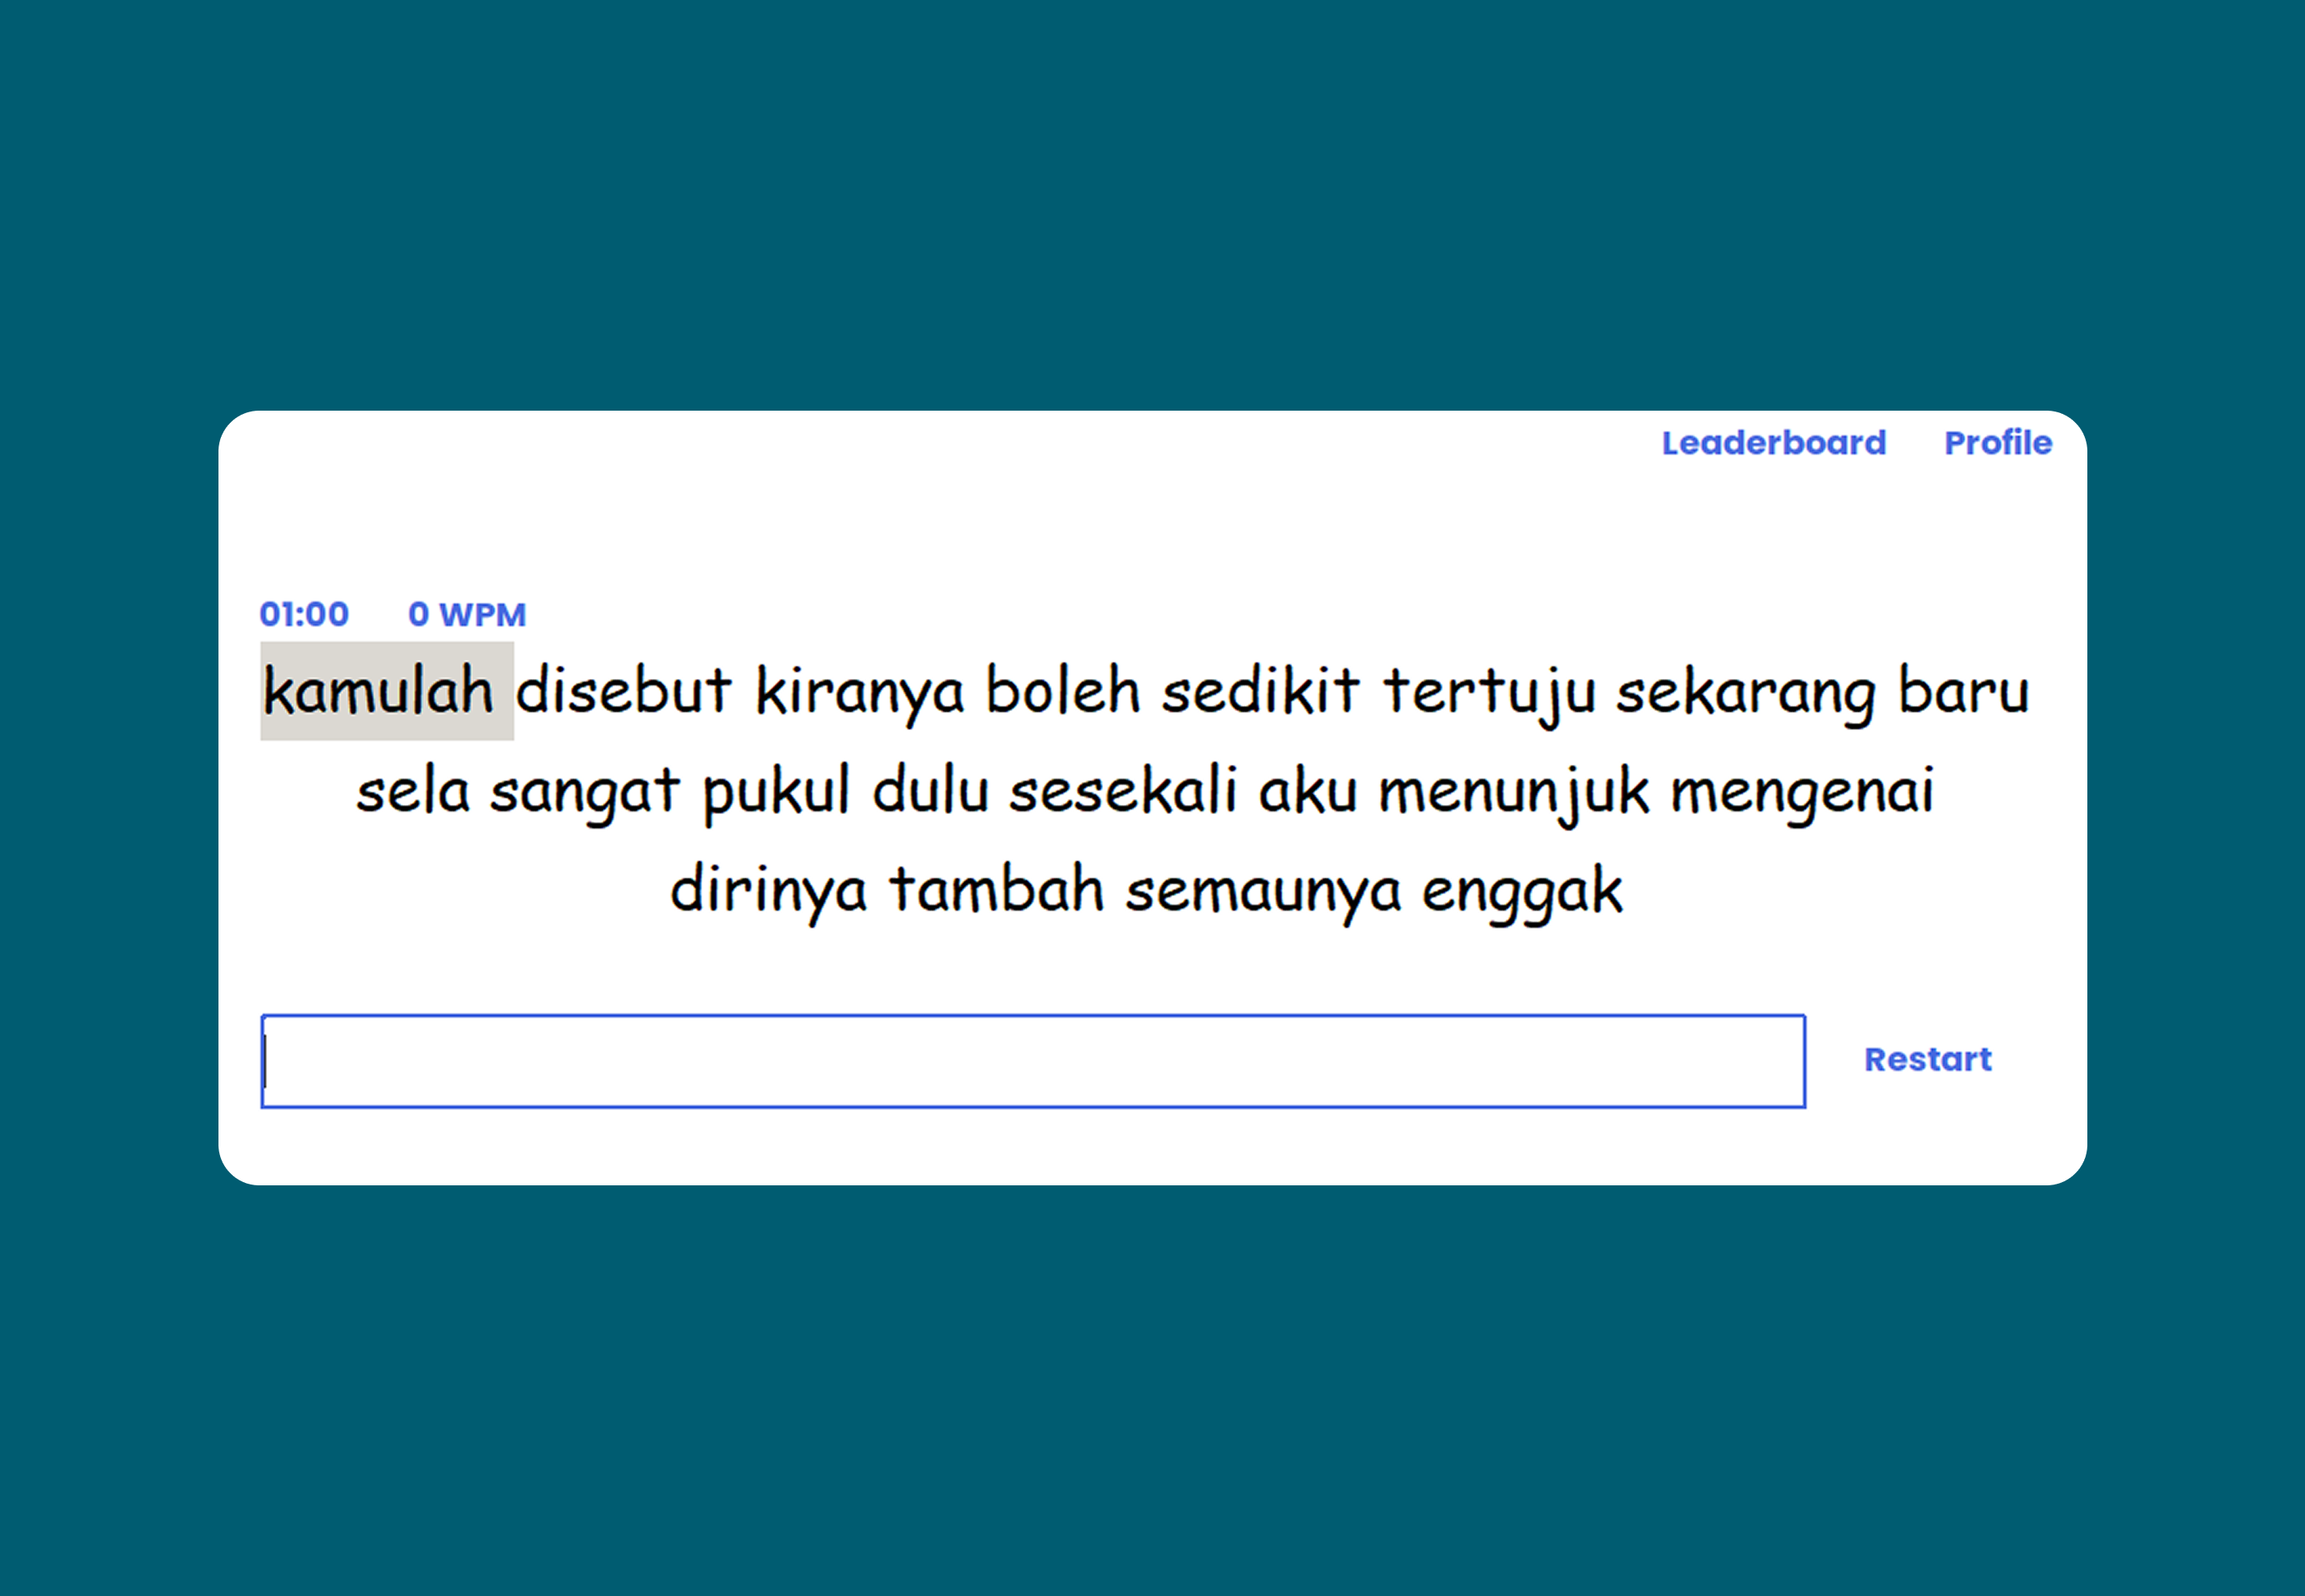 Leaderboard Profile
01:00 0 WPM
kamulah disebut kiranya boleh sedikit tertuju sekarang baru
sela sangat pukul dulu sesekali aku menunjuk mengenai
dirinya tambah semaunya enggak
Restart